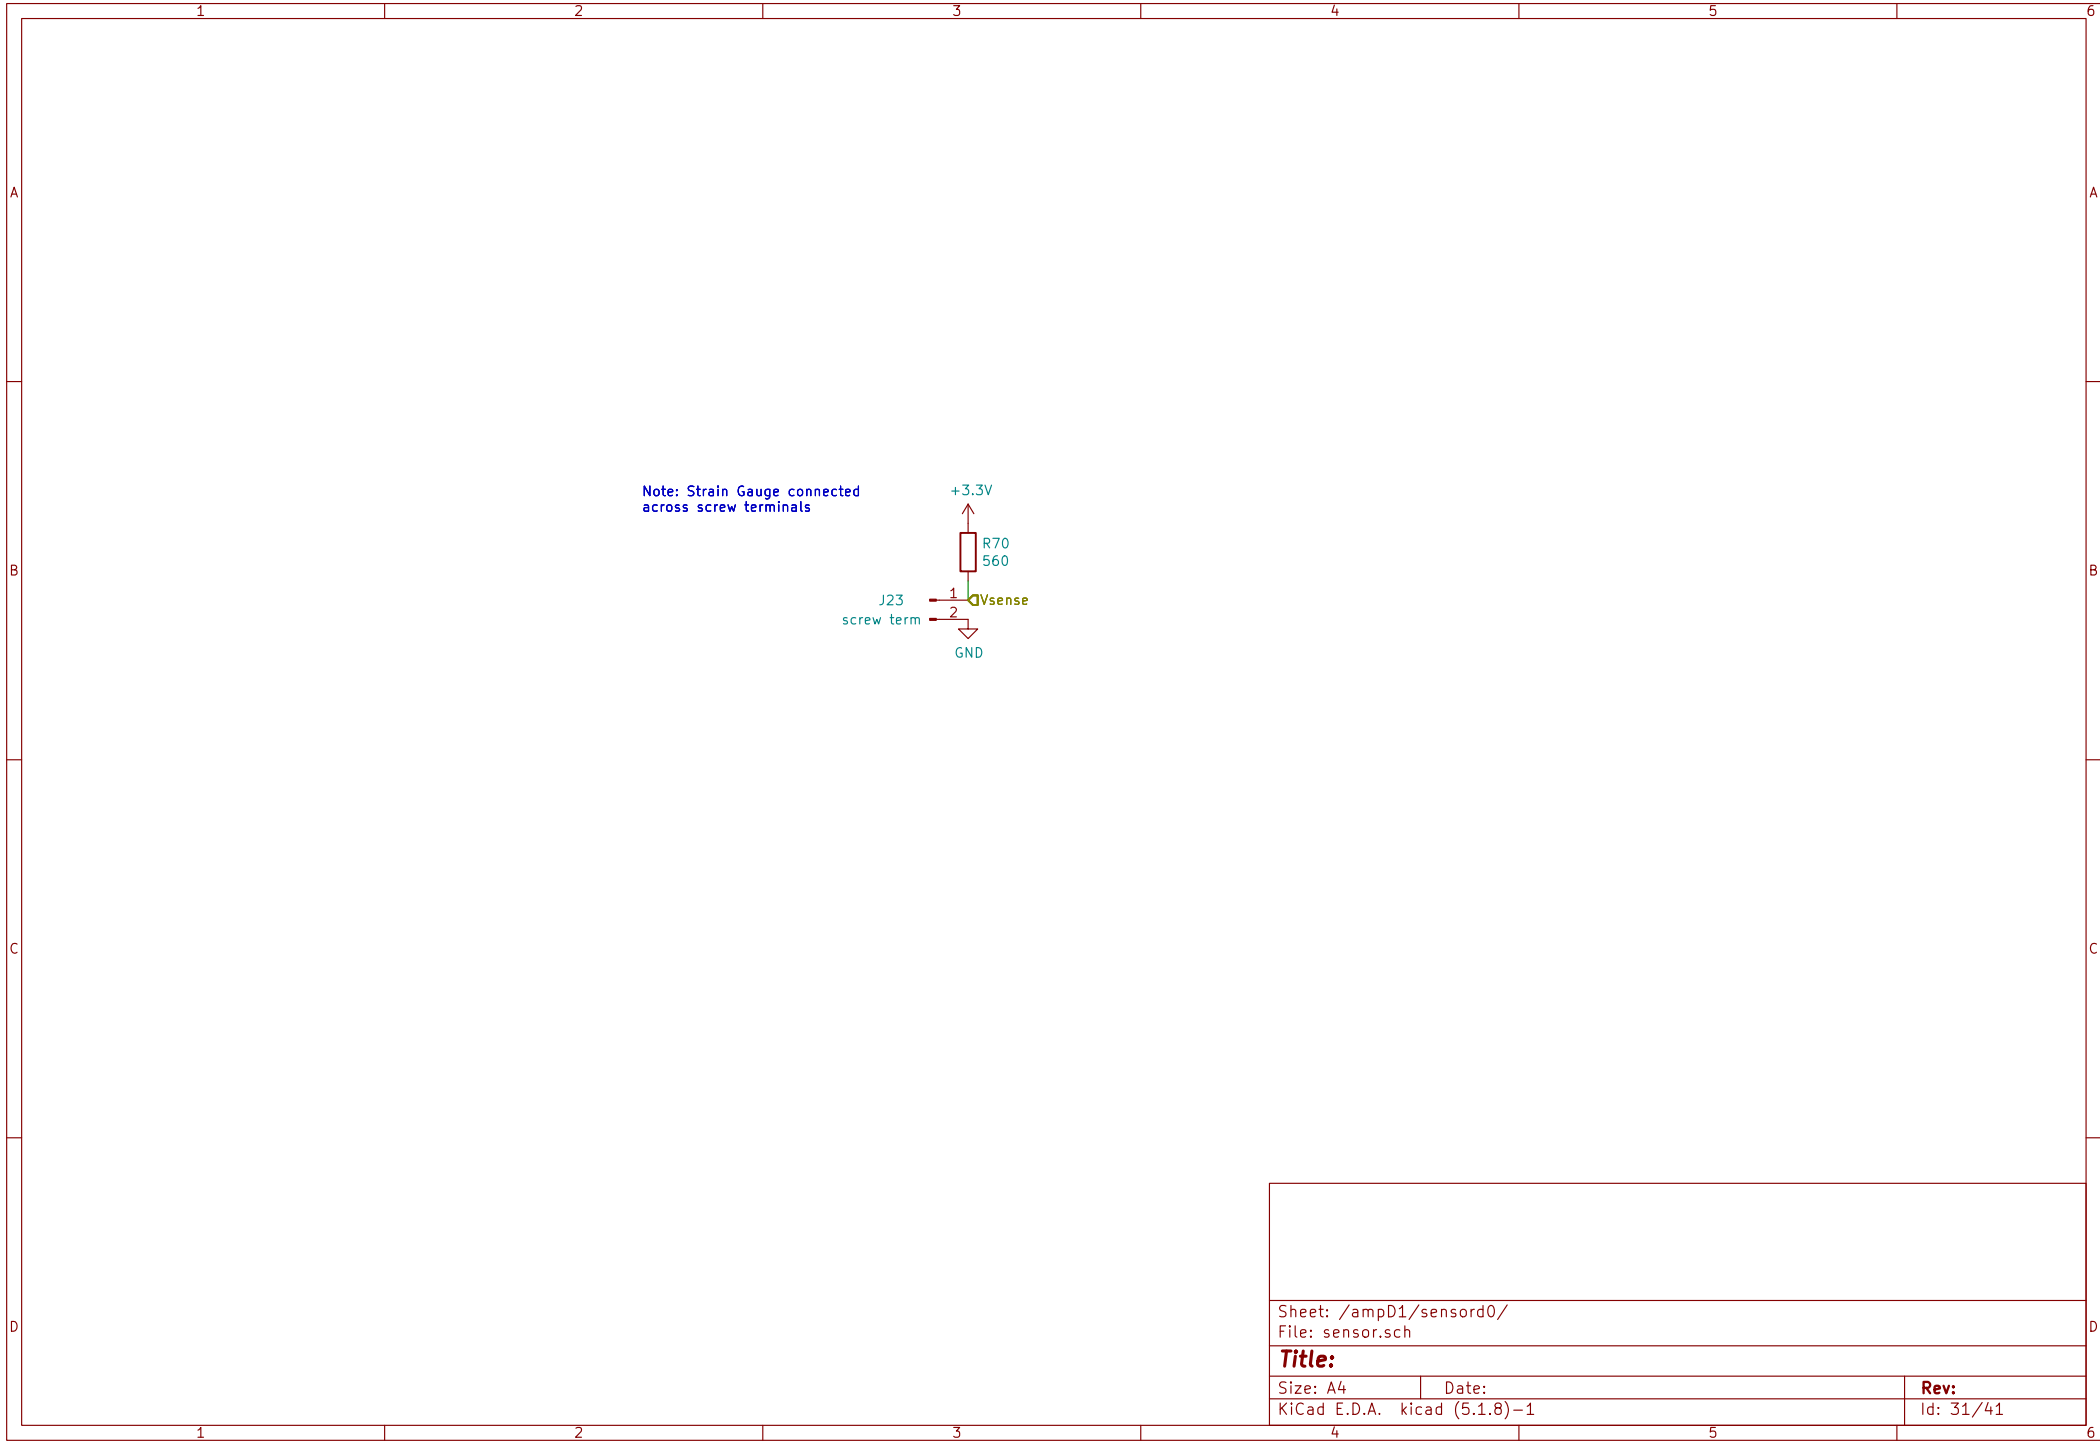 1 2 3 4 5 6
A A
Note: Strain Gauge connected
across screw terminals
+3.3V
R70
560
B B
J23 1 Vsense
screw term 2
GND
C C
Sheet: /ampD1/sensord0/
File: sensor.sch
D D
Title:
Size: A4 Date: Rev:
KiCad E.D.A. kicad (5.1.8)-1 Id: 31/41
1 2 3 4 5 6